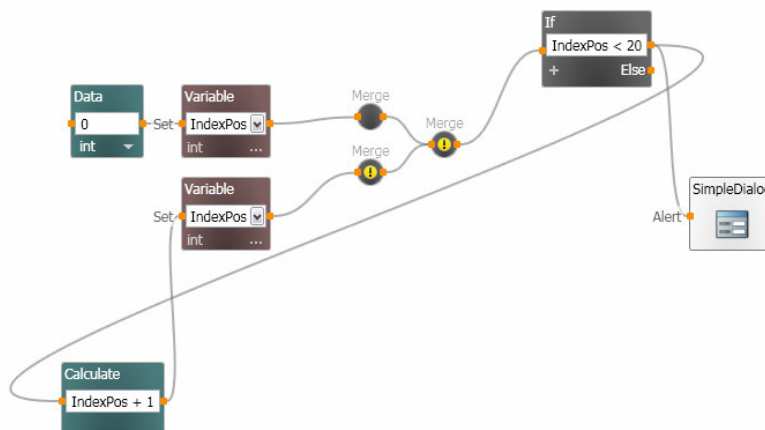 If
IndexPos < 20
+ Else
Data
0
int
Set
Variable
IndexPos
int ...
Merge
Merge
Merge
Variable
Set
IndexPos
int ...
SimpleDialo
Alert
Calculate
IndexPos + 1